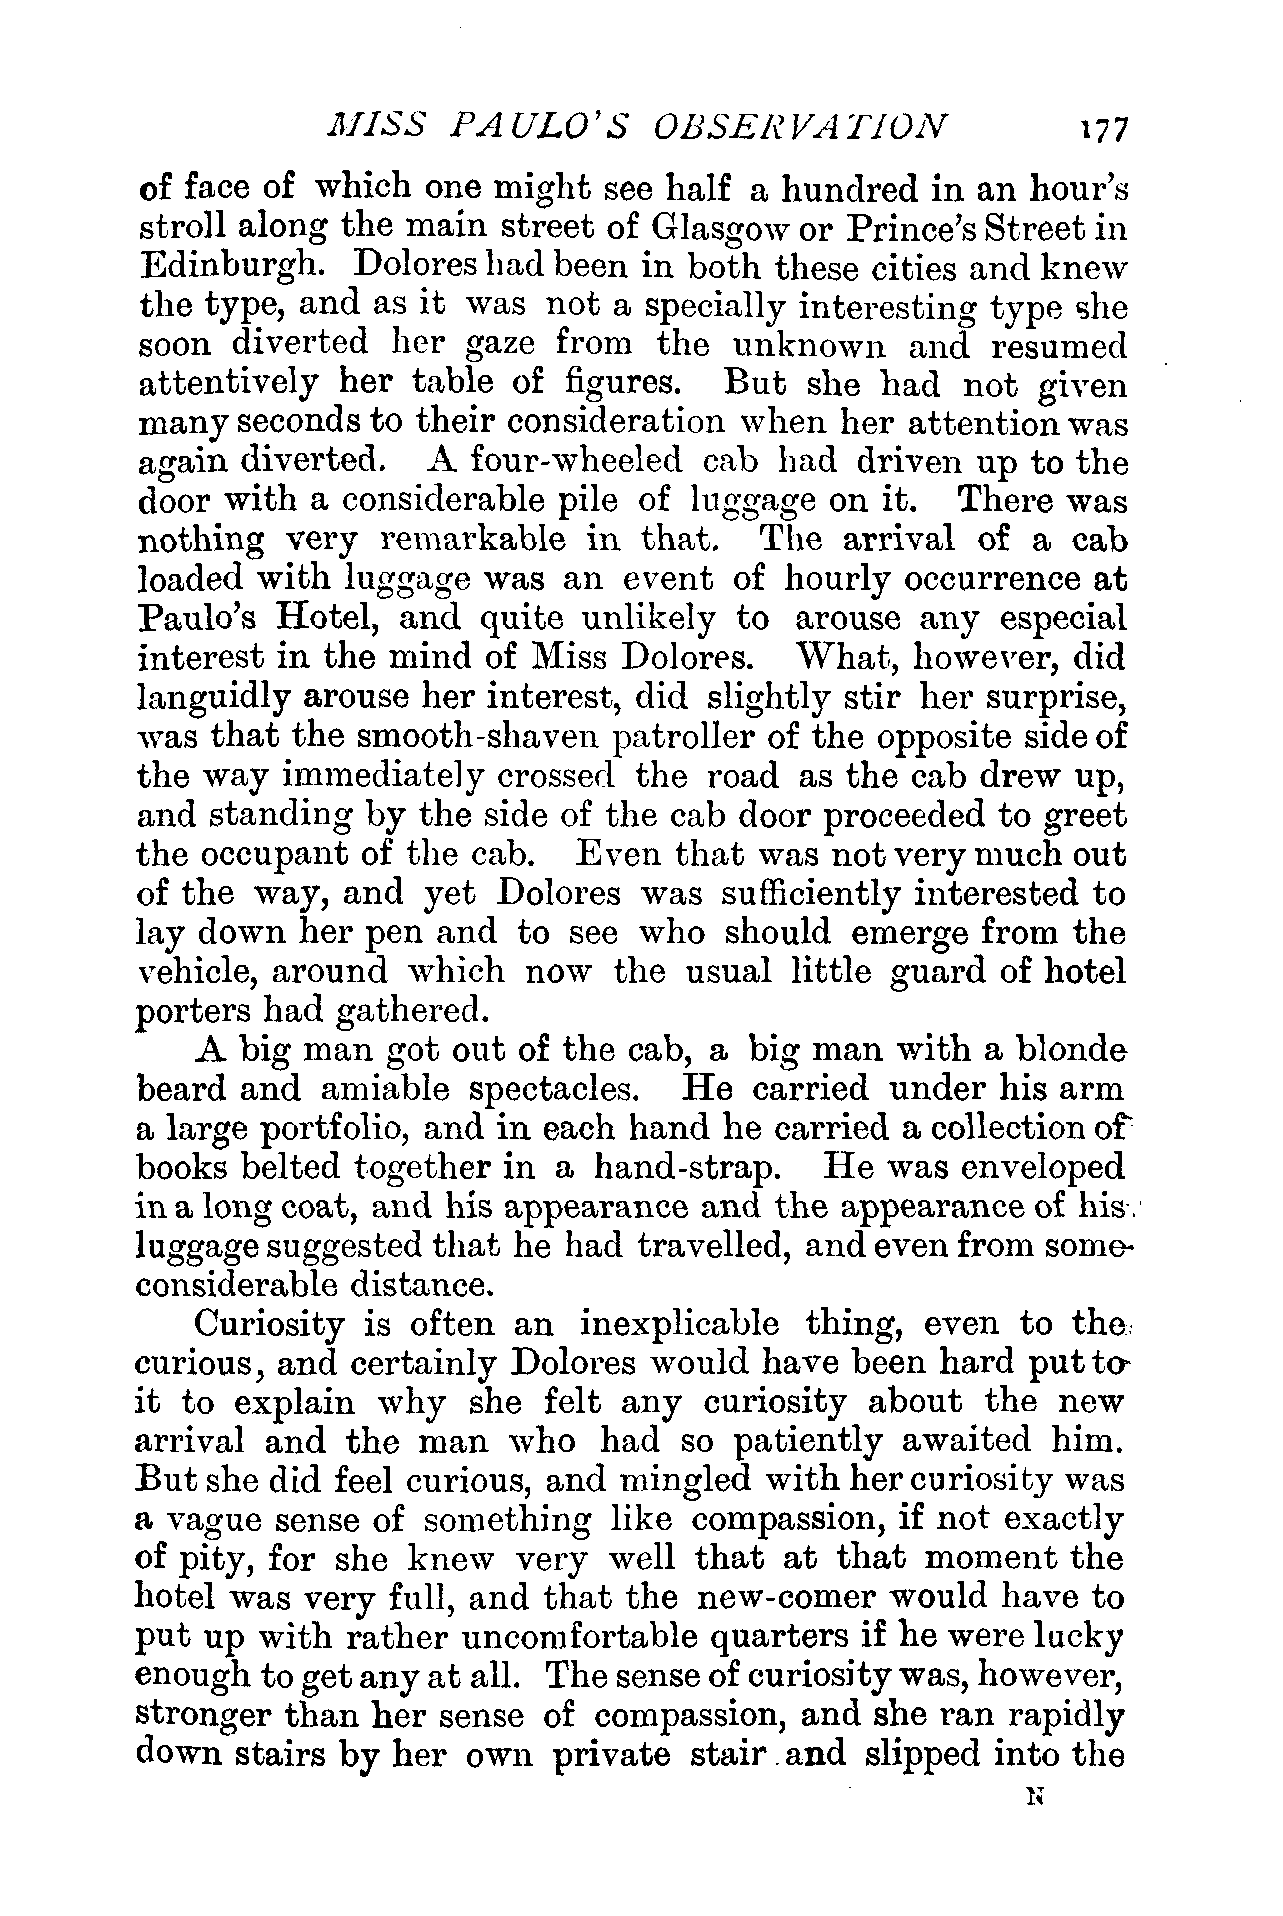 MISS PAULO'S OBSERVATION 177
of face of which one might see half a hundred in an hour's
stroll along the main street of Glasgow or Prince's Street in
Edinburgh. Dolores had been in both these cities and knew
the type, and as it was not a specially interesting type she
soon diverted her gaze from the unknown and resumed
attentively her table of figures. But she had not given
many seconds to their consideration when her attention was
again diverted. A four-wheeled cab had driven up to the
door with a considerable pile of luggage on it. There was
nothing very remarkable in that. The arrival of a cab
loaded with luggage was an event of hourly occurrence at
Paulo's Hotel, and quite unlikely to arouse any especial
interest in the mind of Miss Dolores. What, however, did
languidly arouse her interest, did slightly stir her surprise,
was that the smooth-shaven patroller of the opposite side of
the way immediately crossed the road as the cab drew up,
and standing by the side of the cab door proceeded to greet
the occupant of the cab. Even that was not very much out
of the way, and yet Dolores was sufficiently interested to
lay down her pen and to see who should emerge from the
vehicle, around which now the usual little guard of hotel
porters had gathered.
A big man got out of the cab, a big man with a blonde
beard and amiable spectacles. He carried under his arm
a large portfolio, and in each hand he carried a collection of
books belted together in a hand-strap. He was enveloped
in a long coat, and his appearance and the appearance of his
luggage suggested that he had travelled, and even from some
considerable distance.
Curiosity is often an inexplicable thing, even to the
curious, and certainly Dolores would have been hard put to
it to explain why she felt any curiosity about the new
arrival and the man who had so patiently awaited him.
But she did feel curious, and mingled with her curiosity was
a vague sense of something like compassion, if not exactly
of pity, for she knew very well that at that moment the
hotel was very full, and that the new-comer would have to
put up with rather uncomfortable quarters if he were lucky
enough to get any at all. The sense of curiosity was, however,
stronger than her sense of compassion, and she ran rapidly
down stairs by her own private stair and slipped into the
N